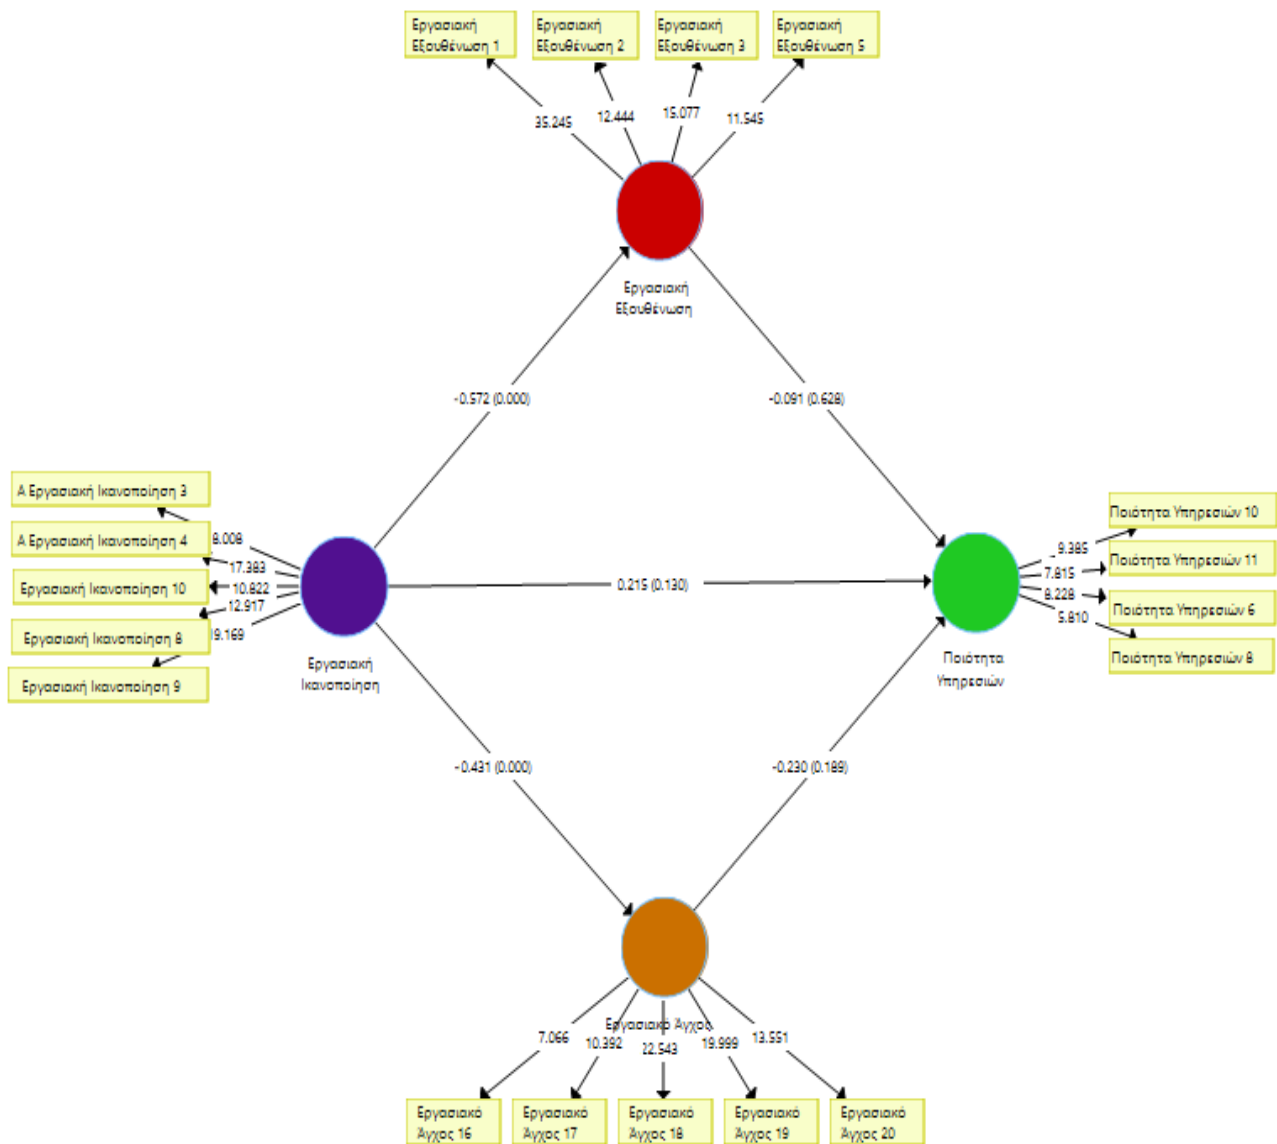 Εργασιακή
Εξουθένωση 1
Εργασιακή
Εξουθένωση 2
Εργασιακή
Εξουθένωση 3
Εργασιακή
Εξουθένωση 5
35.245
12.444
15.077
11.545
Εργασιακή
Εξουθένωση
-0.572 (0.000)
-0.091 (0.628)
Α Εργασιακή Ικανοποίηση 3
Α Εργασιακή Ικανοποίηση 4
Εργασιακή Ικανοποίηση 10
Εργασιακή Ικανοποίηση 8
Εργασιακή Ικανοποίηση 9
8.008
17.383
10.822
12.917
19.169
Εργασιακή
Ικανοποίηση
0.215 (0.130)
9.385
7.815
8.228
5.810
Ποιότητα Υπηρεσιών 10
Ποιότητα Υπηρεσιών 11
Ποιότητα Υπηρεσιών 6
Ποιότητα Υπηρεσιών 8
Ποιότητα
Υπηρεσιών
-0.431 (0.000)
-0.230 (0.189)
Εργασιακό Άγχος
7.066
10.392
22.543
19.999
13.551
Εργασιακό
Άγχος 16
Εργασιακό
Άγχος 17
Εργασιακό
Άγχος 18
Εργασιακό
Άγχος 19
Εργασιακό
Άγχος 20